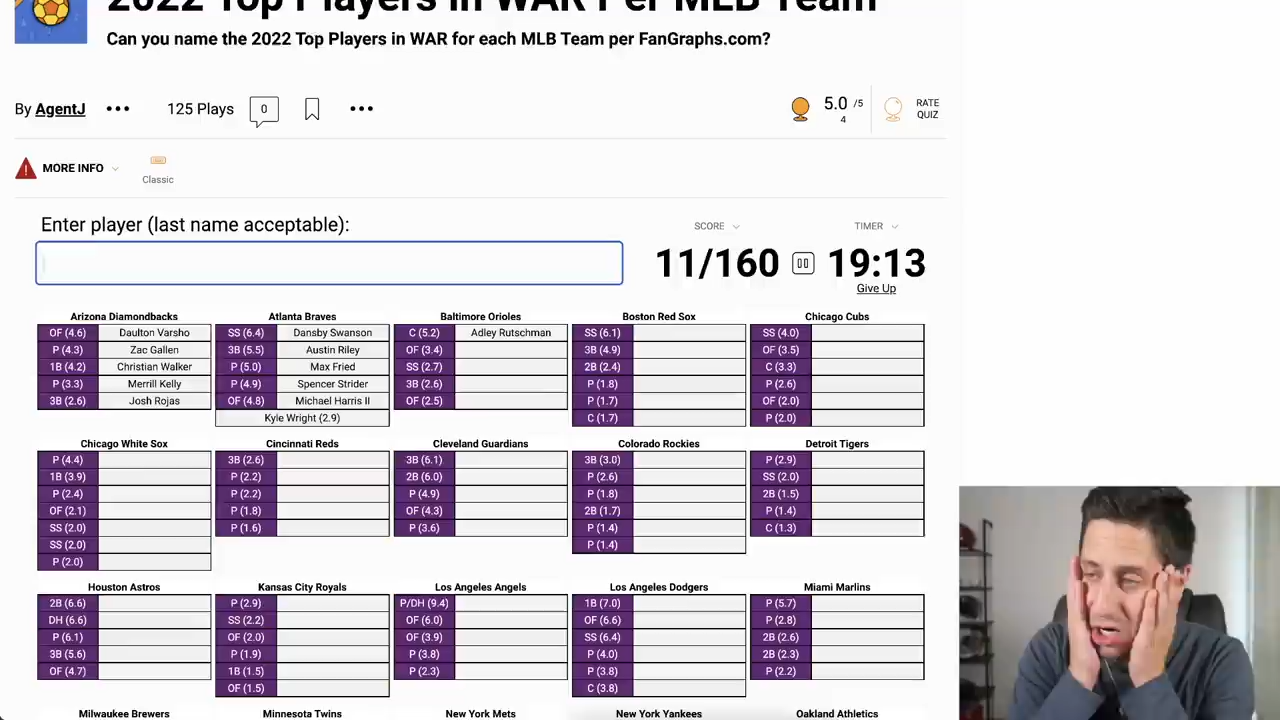 2022 Top Players in WAR Per MLB Team
Can you name the 2022 Top Players in WAR for each MLB Team per FanGraphs.com?
By AgentJ ••• 125 Plays 0 •••
5.0 /5
4
RATE
QUIZ
MORE INFO
Classic
Enter player (last name acceptable):
SCORE
TIMER
11/160
19:13
Give Up
Arizona Diamondbacks
OF (4.6) Daulton Varsho
P (4.3) Zac Gallen
1B (4.2) Christian Walker
P (3.3) Merrill Kelly
3B (2.6) Josh Rojas
Atlanta Braves
SS (6.4) Dansby Swanson
3B (5.5) Austin Riley
P (5.0) Max Fried
P (4.9) Spencer Strider
OF (4.8) Michael Harris II
Kyle Wright (2.9)
Baltimore Orioles
C (5.2) Adley Rutschman
OF (3.4)
SS (2.7)
3B (2.6)
OF (2.5)
Boston Red Sox
SS (6.1)
3B (4.9)
2B (2.4)
P (1.8)
P (1.7)
C (1.7)
Chicago Cubs
SS (4.0)
OF (3.5)
C (3.3)
P (2.6)
OF (2.0)
P (2.0)
Chicago White Sox
P (4.4)
1B (3.9)
P (2.4)
OF (2.1)
SS (2.0)
SS (2.0)
P (2.0)
Cincinnati Reds
3B (2.6)
P (2.2)
P (2.2)
P (1.8)
P (1.6)
Cleveland Guardians
3B (6.1)
2B (6.0)
P (4.9)
OF (4.3)
P (3.6)
Colorado Rockies
3B (3.0)
P (2.6)
P (1.8)
2B (1.7)
P (1.4)
P (1.4)
Detroit Tigers
P (2.9)
SS (2.0)
2B (1.5)
P (1.4)
C (1.3)
Houston Astros
2B (6.6)
DH (6.6)
P (6.1)
3B (5.6)
OF (4.7)
Kansas City Royals
P (2.9)
SS (2.2)
OF (2.0)
P (1.9)
1B (1.5)
OF (1.5)
Los Angeles Angels
P/DH (9.4)
OF (6.0)
OF (3.9)
P (3.8)
P (2.3)
Los Angeles Dodgers
1B (7.0)
OF (6.6)
SS (6.4)
P (4.0)
P (3.8)
C (3.8)
Miami Marlins
P (5.7)
P (2.8)
2B (2.6)
2B (2.3)
P (2.2)
Milwaukee Brewers
Minnesota Twins
New York Mets
New York Yankees
Oakland Athletics